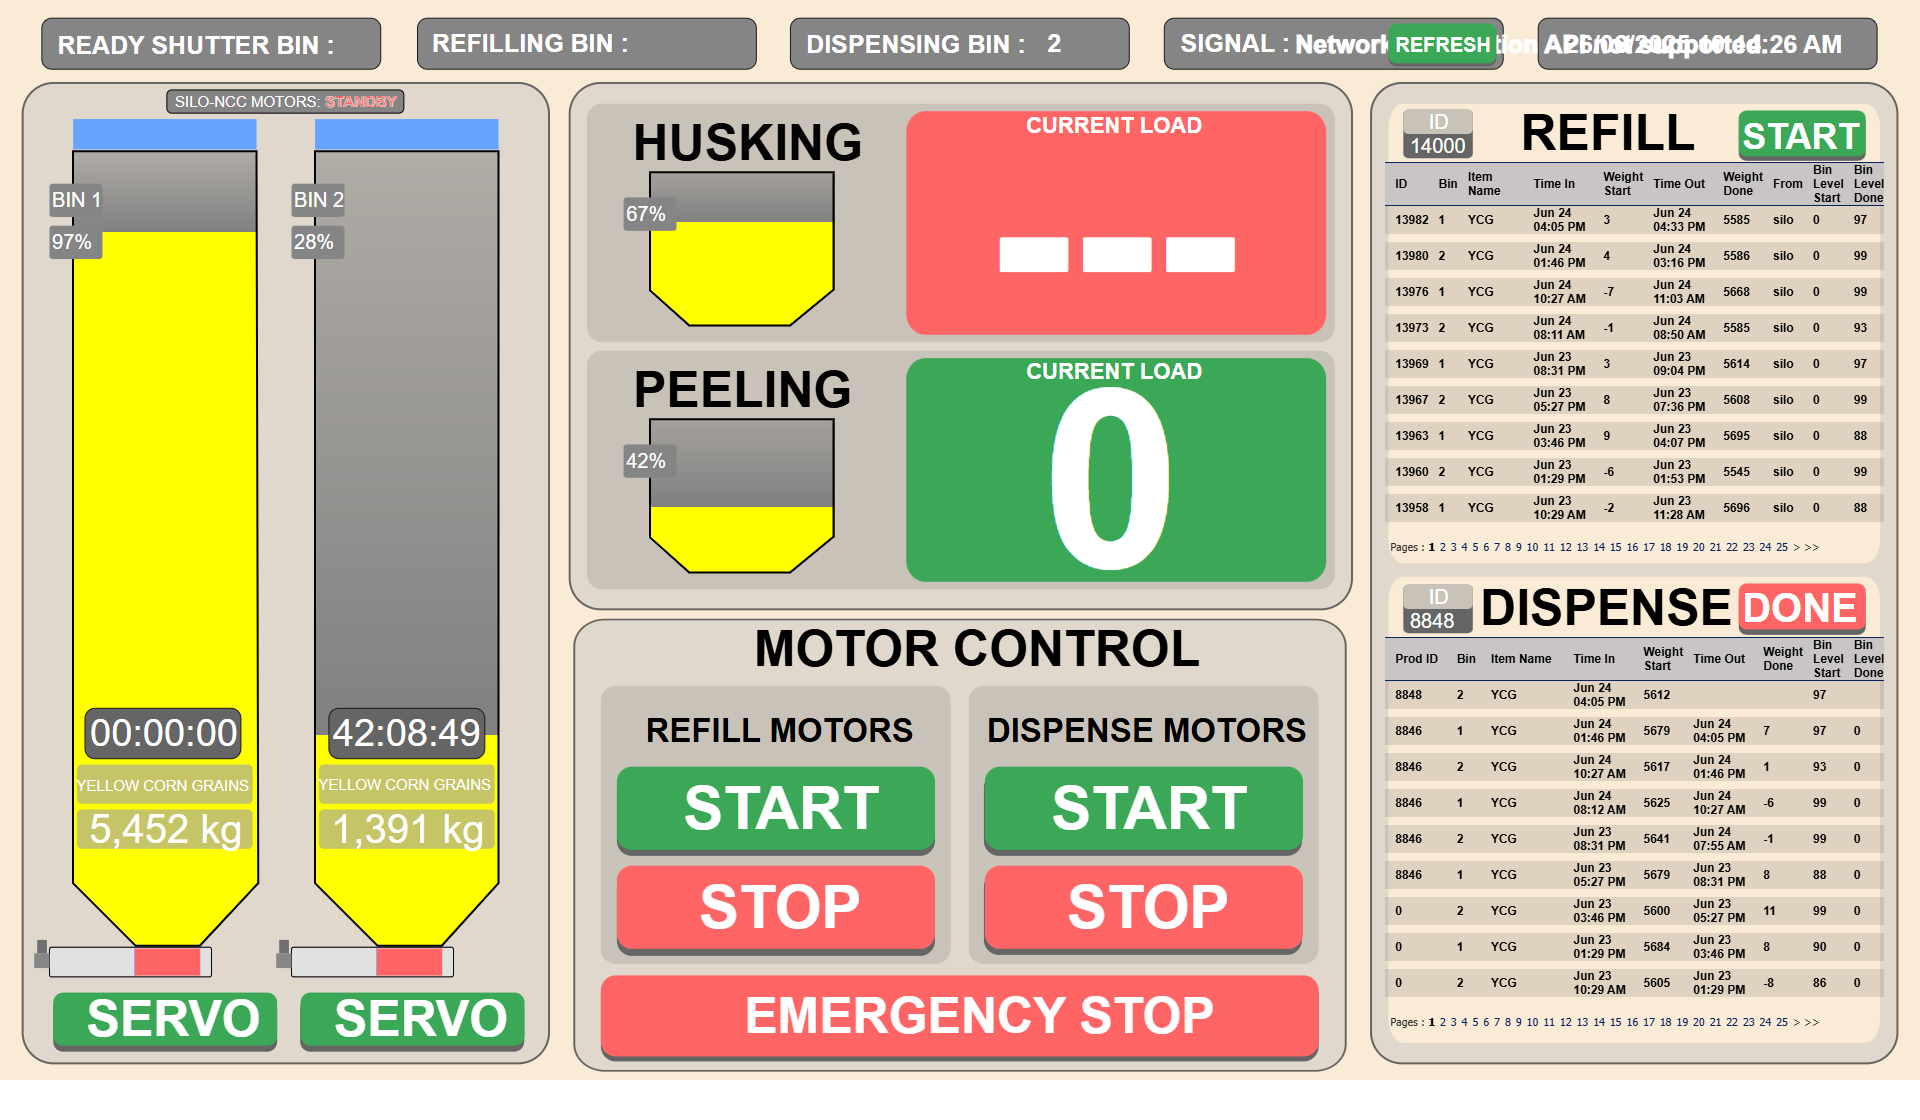 READY SHUTTER BIN :
REFILLING BIN :
DISPENSING BIN : 2
SIGNAL : Network
REFRESH
API not supported.
:26 AM
SILO-NCC MOTORS: STANDBY
BIN 1
97%
00:00:00
YELLOW CORN GRAINS
5,452 kg
SERVO
BIN 2
28%
42:08:49
YELLOW CORN GRAINS
1,391 kg
SERVO
HUSKING
67%
CURRENT LOAD
---
PEELING
42%
CURRENT LOAD
0
MOTOR CONTROL
REFILL MOTORS
START
STOP
DISPENSE MOTORS
START
STOP
EMERGENCY STOP
ID
14000
REFILL
START
ID Bin Item Name Time In Weight Start Time Out Weight Done From Bin Level Start Bin Level Done
13982 1 YCG Jun 24 04:05 PM 3 Jun 24 04:33 PM 5585 silo 0 97
13980 2 YCG Jun 24 01:46 PM 4 Jun 24 03:16 PM 5586 silo 0 99
13976 1 YCG Jun 24 10:27 AM -7 Jun 24 11:03 AM 5668 silo 0 99
13973 2 YCG Jun 24 08:11 AM -1 Jun 24 08:50 AM 5585 silo 0 93
13969 1 YCG Jun 23 08:31 PM 3 Jun 23 09:04 PM 5614 silo 0 97
13967 2 YCG Jun 23 05:27 PM 8 Jun 23 07:36 PM 5608 silo 0 99
13963 1 YCG Jun 23 03:46 PM 9 Jun 23 04:07 PM 5695 silo 0 88
13960 2 YCG Jun 23 01:29 PM -6 Jun 23 01:53 PM 5545 silo 0 99
13958 1 YCG Jun 23 10:29 AM -2 Jun 23 11:28 AM 5696 silo 0 88
Pages : 1 2 3 4 5 6 7 8 9 10 11 12 13 14 15 16 17 18 19 20 21 22 23 24 25 > >>
ID
8848
DISPENSE
DONE
Prod ID Bin Item Name Time In Weight Start Time Out Weight Done Bin Level Start Bin Level Done
8848 2 YCG Jun 24 04:05 PM 5612 97
8846 1 YCG Jun 24 01:46 PM 5679 Jun 24 04:05 PM 7 97 0
8846 2 YCG Jun 24 10:27 AM 5617 Jun 24 01:46 PM 1 93 0
8846 1 YCG Jun 24 08:12 AM 5625 Jun 24 10:27 AM -6 99 0
8846 2 YCG Jun 23 08:31 PM 5641 Jun 24 07:55 AM -1 99 0
8846 1 YCG Jun 23 05:27 PM 5679 Jun 23 08:31 PM 8 88 0
0 2 YCG Jun 23 03:46 PM 5600 Jun 23 05:27 PM 11 99 0
0 1 YCG Jun 23 01:29 PM 5684 Jun 23 03:46 PM 8 90 0
0 2 YCG Jun 23 10:29 AM 5605 Jun 23 01:29 PM -8 86 0
Pages : 1 2 3 4 5 6 7 8 9 10 11 12 13 14 15 16 17 18 19 20 21 22 23 24 25 > >>